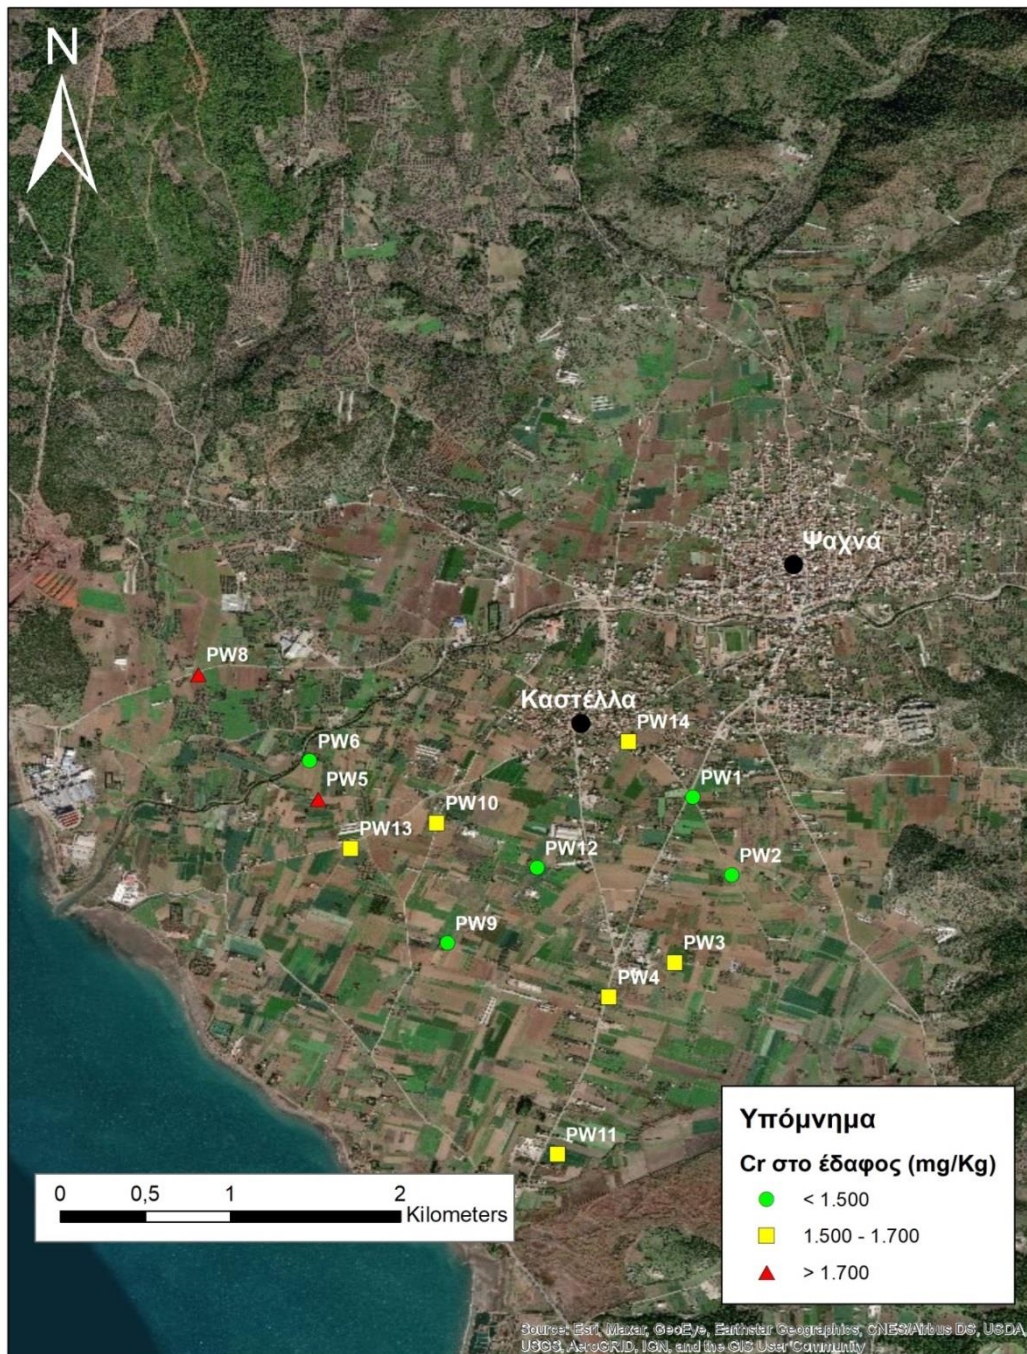 N
Ψαχνά
PW8
Καστέλλα
PW14
PW6
PW5
PW1
PW10
PW13
PW12
PW2
PW9
PW3
PW4
PW11
Υπόμνημα
Cr στο έδαφος (mg/Kg)
< 1.500
1.500 - 1.700
> 1.700
0 0,5 1 2
Kilometers
Source: Esri, Maxar, GeoEye, Earthstar Geographics, CNES/Airbus DS, USDA,
USGS, AeroGRID, IGN, and the GIS User Community